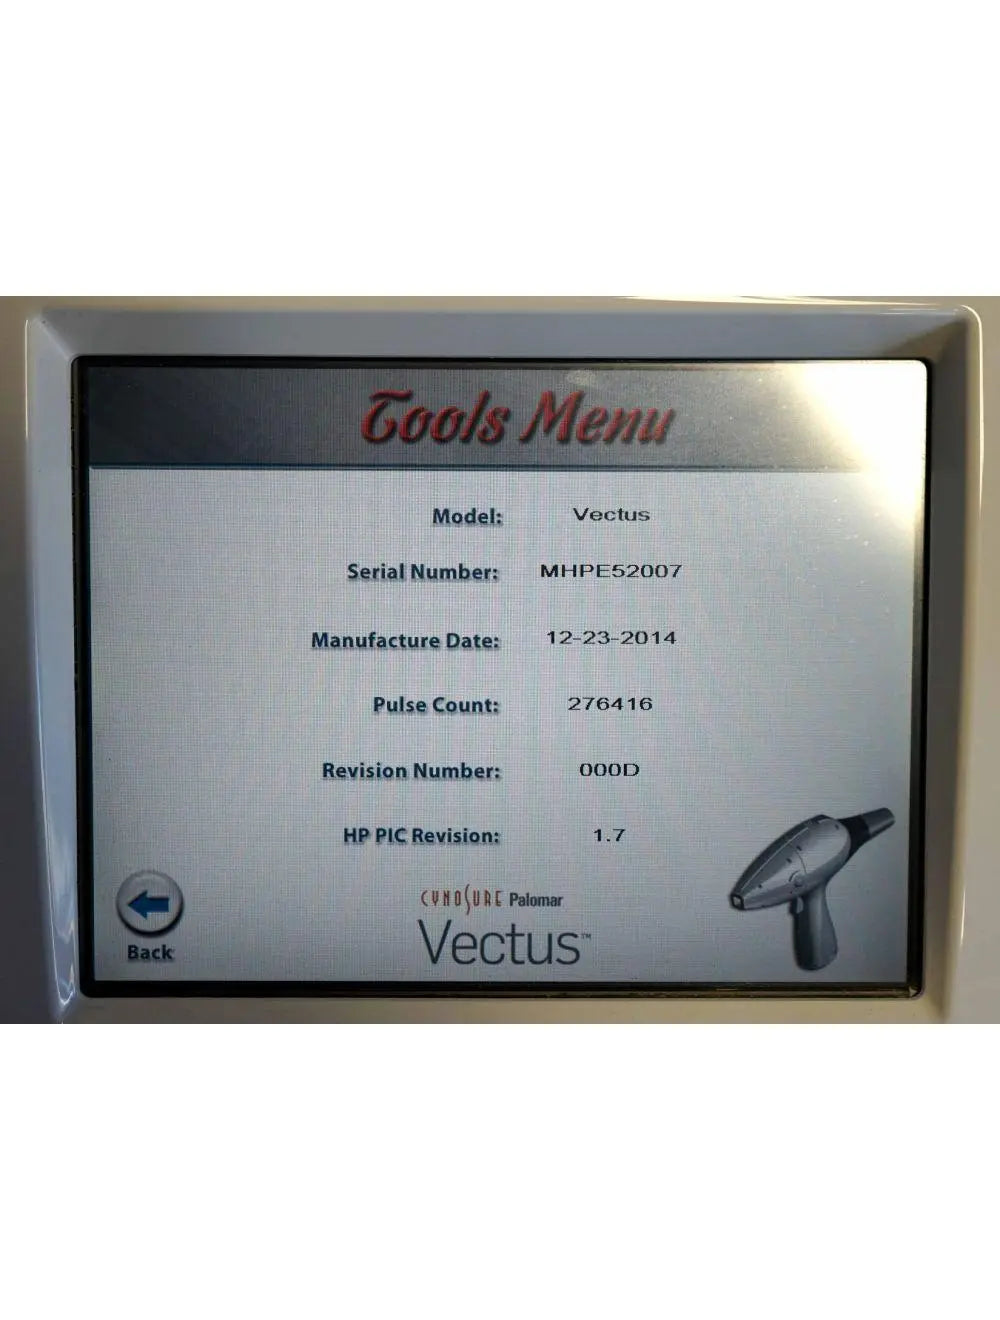 Tools Menu
Model: Vectus
Serial Number: MHPE52007
Manufacture Date: 12-23-2014
Pulse Count: 276416
Revision Number: 000D
HP PIC Revision: 1.7
Back
CYNOSURE Palomar
Vectus™